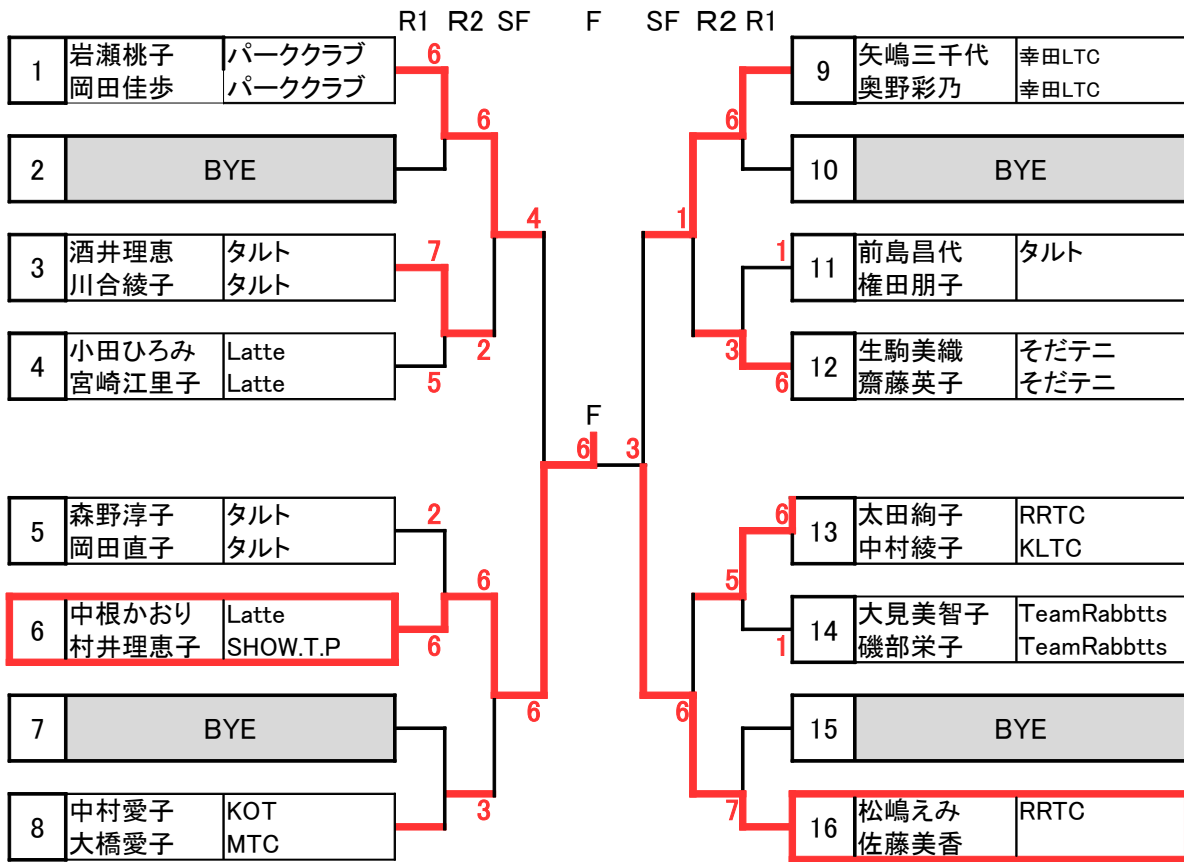 R1 R2 SF F SF R2 R1
1 岩瀬桃子 パーククラブ
岡田佳歩 パーククラブ
6
6
2 BYE
4
3 酒井理恵 タルト
川合綾子 タルト
7
2
4 小田ひろみ Latte
宮崎江里子 Latte
5
5 森野淳子 タルト
岡田直子 タルト
2
6
6 中根かおり Latte
村井理恵子 SHOW.T.P
6
6
7 BYE
3
8 中村愛子 KOT
大橋愛子 MTC
F
6 3
9 矢嶋三千代 幸田LTC
奥野彩乃 幸田LTC
6
10 BYE
1
11 前島昌代 タルト
権田朋子
1
3
12 生駒美織 そだテニ
齋藤英子 そだテニ
6
13 太田絢子 RRTC
中村綾子 KLTC
6
5
14 大見美智子 TeamRabbtts
磯部栄子 TeamRabbtts
1
6
15 BYE
7
16 松嶋えみ RRTC
佐藤美香